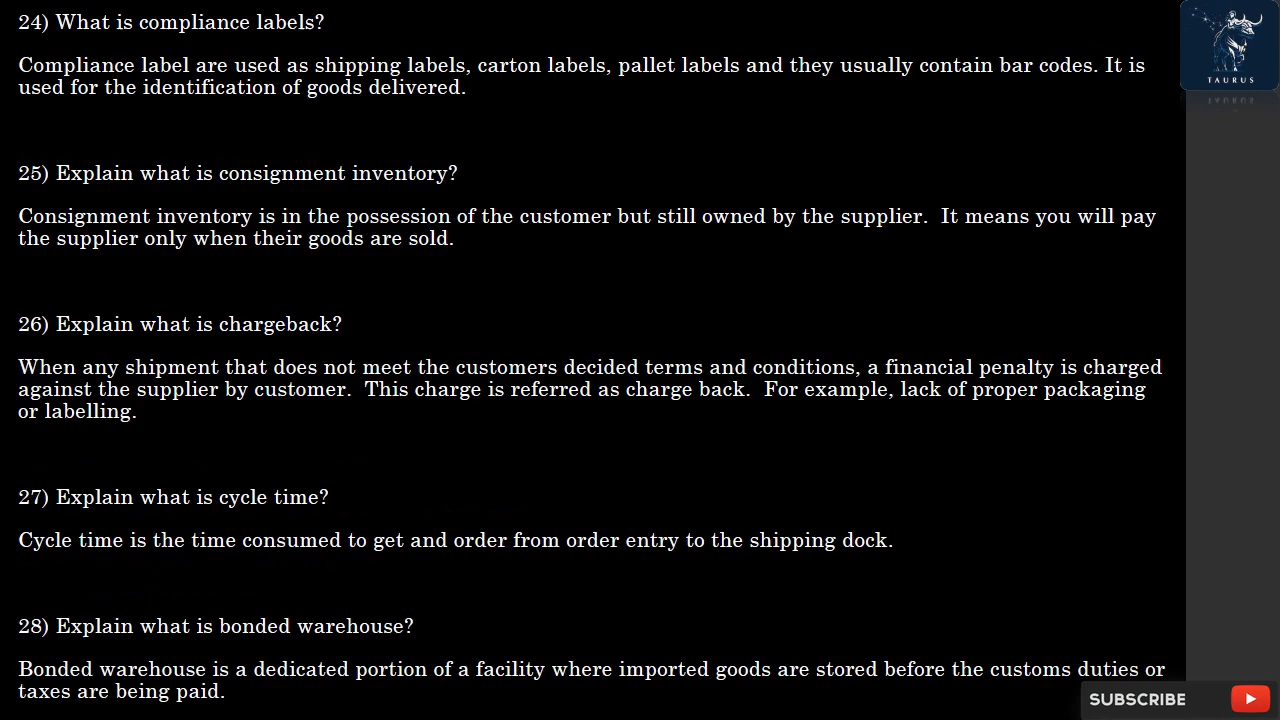 24) What is compliance labels?
TAURUS
Compliance label are used as shipping labels, carton labels, pallet labels and they usually contain bar codes. It is
used for the identification of goods delivered.
25) Explain what is consignment inventory?
Consignment inventory is in the possession of the customer but still owned by the supplier.  It means you will pay
the supplier only when their goods are sold.
26) Explain what is chargeback?
When any shipment that does not meet the customers decided terms and conditions, a financial penalty is charged
against the supplier by customer.  This charge is referred as charge back.  For example, lack of proper packaging
or labelling.
27) Explain what is cycle time?
Cycle time is the time consumed to get and order from order entry to the shipping dock.
28) Explain what is bonded warehouse?
Bonded warehouse is a dedicated portion of a facility where imported goods are stored before the customs duties or
taxes are being paid.
SUBSCRIBE